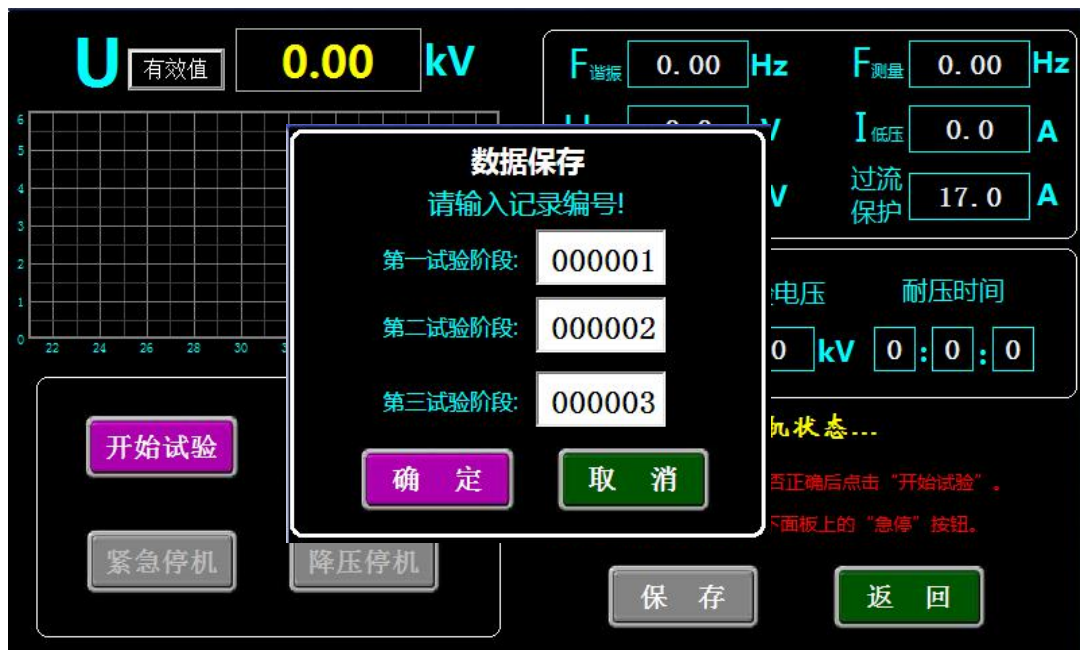 U 有效值 0.00 kV
F谐振 0.00 Hz
F测量 0.00 Hz
I低压 0.0 A
过流保护 17.0 A
6
5
4
3
2
1
0
22 24 26 28 30
数据保存
请输入记录编号!
第一试验阶段: 000001
第二试验阶段: 000002
第三试验阶段: 000003
确 定 取 消
电压 耐压时间
0 kV 0 : 0 : 0
机状态...
否正确后点击“开始试验”。
下面板上的“急停”按钮。
开始试验
紧急停机 降压停机
保 存 返 回